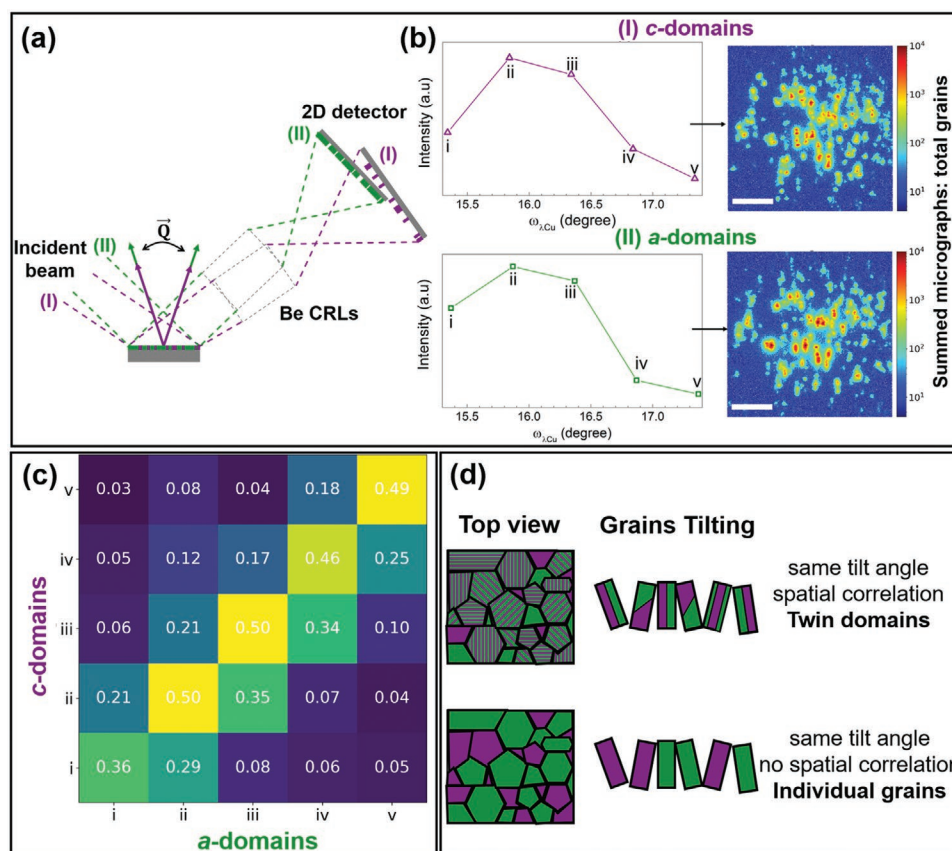 (a)
2D detector
(II)
(I)
Q
(II)
Incident
beam
(I)
Be CRLs
(b)
(I) c-domains
Intensity (a.u)
i
ii
iii
iv
v
15.5 16.0 16.5 17.0
ωλ,Cu (degree)
10⁴
10³
10²
10¹
(II) a-domains
Intensity (a.u)
i
ii
iii
iv
v
15.5 16.0 16.5 17.0
ωλ,Cu (degree)
10⁴
10³
10²
10¹
Summed micrographs: total grains
(c)
c-domains
v 0.03 0.08 0.04 0.18 0.49
iv 0.05 0.12 0.17 0.46 0.25
iii 0.06 0.21 0.50 0.34 0.10
ii 0.21 0.50 0.35 0.07 0.04
i 0.36 0.29 0.08 0.06 0.05
i ii iii iv v
a-domains
(d)
Top view Grains Tilting
same tilt angle
spatial correlation
Twin domains
same tilt angle
no spatial correlation
Individual grains